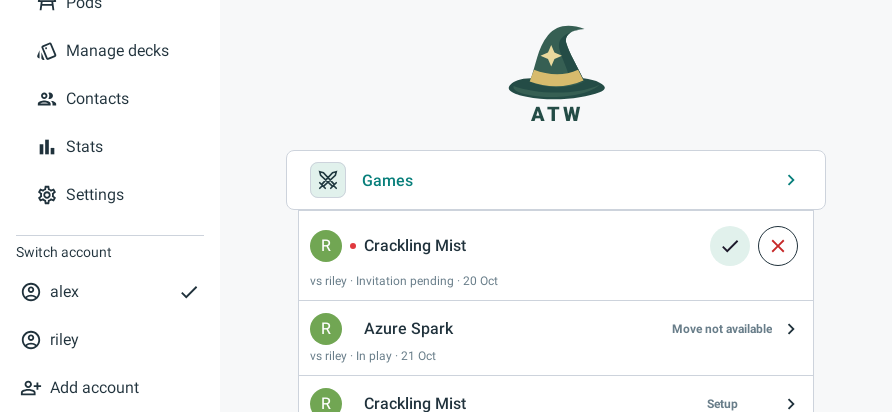 Pods
Manage decks
Contacts
Stats
Settings
Switch account
alex
riley
Add account
ATW
Games
R Crackling Mist
vs riley · Invitation pending · 20 Oct
R Azure Spark Move not available
vs riley · In play · 21 Oct
R Crackling Mist Setup